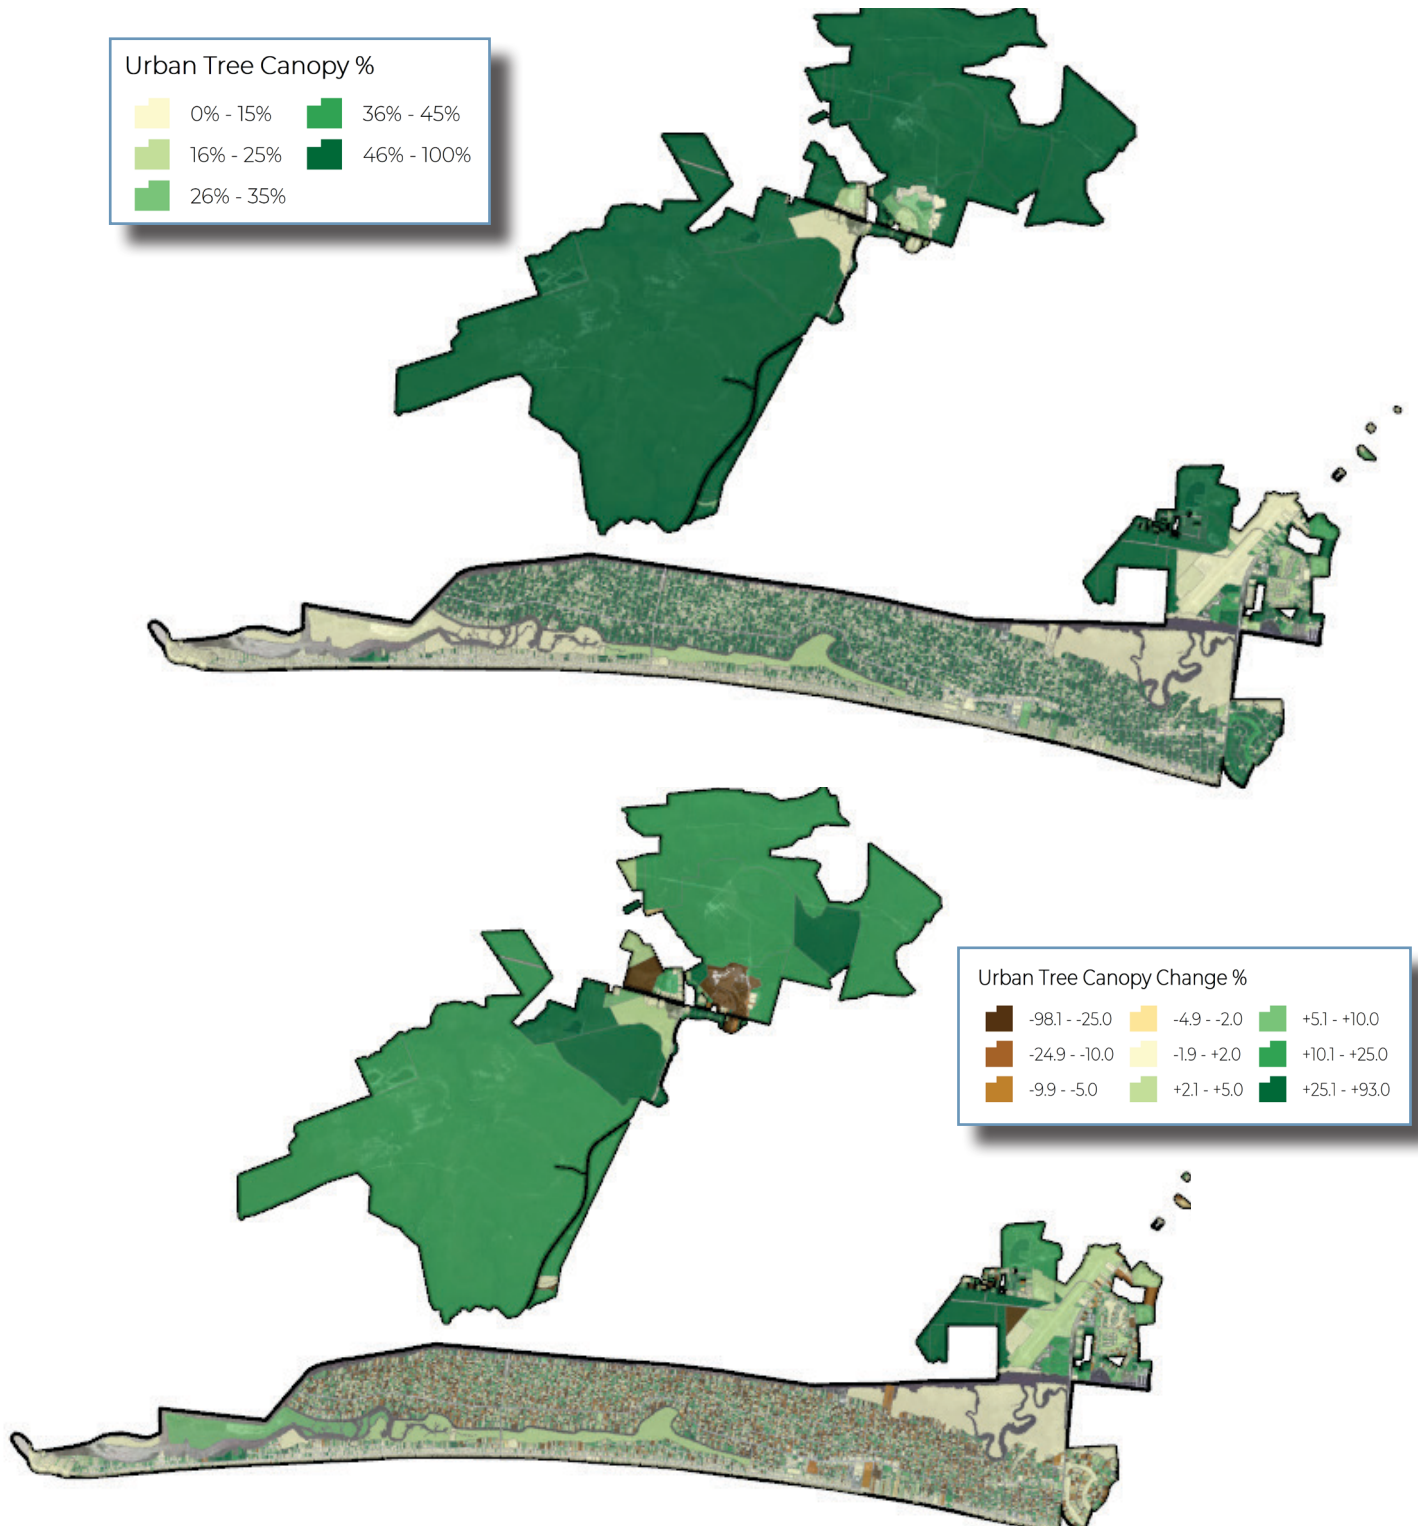 Urban Tree Canopy %
0% - 15% 36% - 45%
16% - 25% 46% - 100%
26% - 35%
Urban Tree Canopy Change %
-98.1 - -25.0 -4.9 - -2.0 +5.1 - +10.0
-24.9 - -10.0 -1.9 - +2.0 +10.1 - +25.0
-9.9 - -5.0 +2.1 - +5.0 +25.1 - +93.0